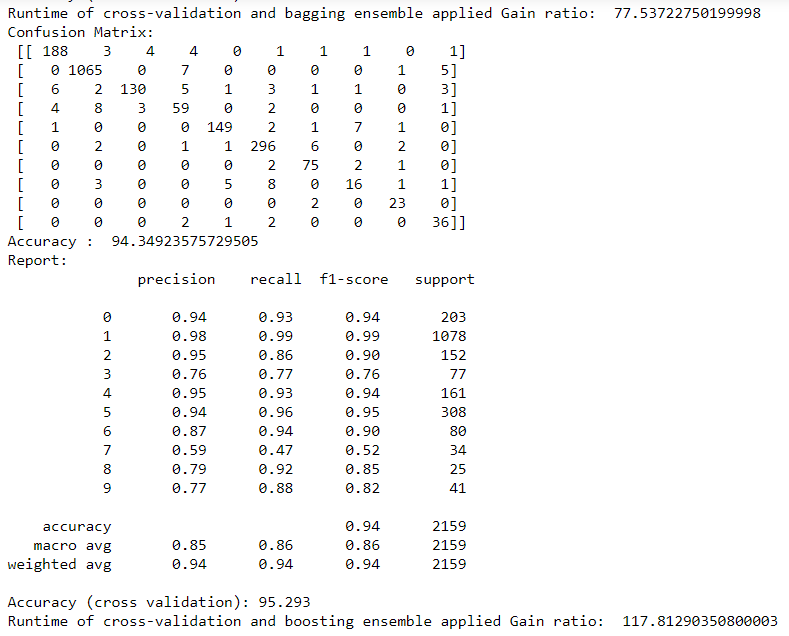 Runtime of cross-validation and bagging ensemble applied Gain ratio:  77.53722750199998
Confusion Matrix:
[[ 188    3    4    4    0    1    1    1    0    1]
[   0 1065    0    7    0    0    0    0    1    5]
[   6    2  130    5    1    3    1    1    0    3]
[   4    8    3   59    0    2    0    0    0    1]
[   1    0    0    0  149    2    1    7    1    0]
[   0    2    0    1    1  296    6    0    2    0]
[   0    0    0    0    0    2   75    2    1    0]
[   0    3    0    0    5    8    0   16    1    1]
[   0    0    0    0    0    0    2    0   23    0]
[   0    0    0    2    1    2    0    0    0   36]]
Accuracy :  94.34923575729505
Report:
precision    recall  f1-score   support
0       0.94      0.93      0.94       203
1       0.98      0.99      0.99      1078
2       0.95      0.86      0.90       152
3       0.76      0.77      0.76        77
4       0.95      0.93      0.94       161
5       0.94      0.96      0.95       308
6       0.87      0.94      0.90        80
7       0.59      0.47      0.52        34
8       0.79      0.92      0.85        25
9       0.77      0.88      0.82        41
accuracy                           0.94      2159
macro avg       0.85      0.86      0.86      2159
weighted avg       0.94      0.94      0.94      2159
Accuracy (cross validation): 95.293
Runtime of cross-validation and boosting ensemble applied Gain ratio:  117.81290350800003